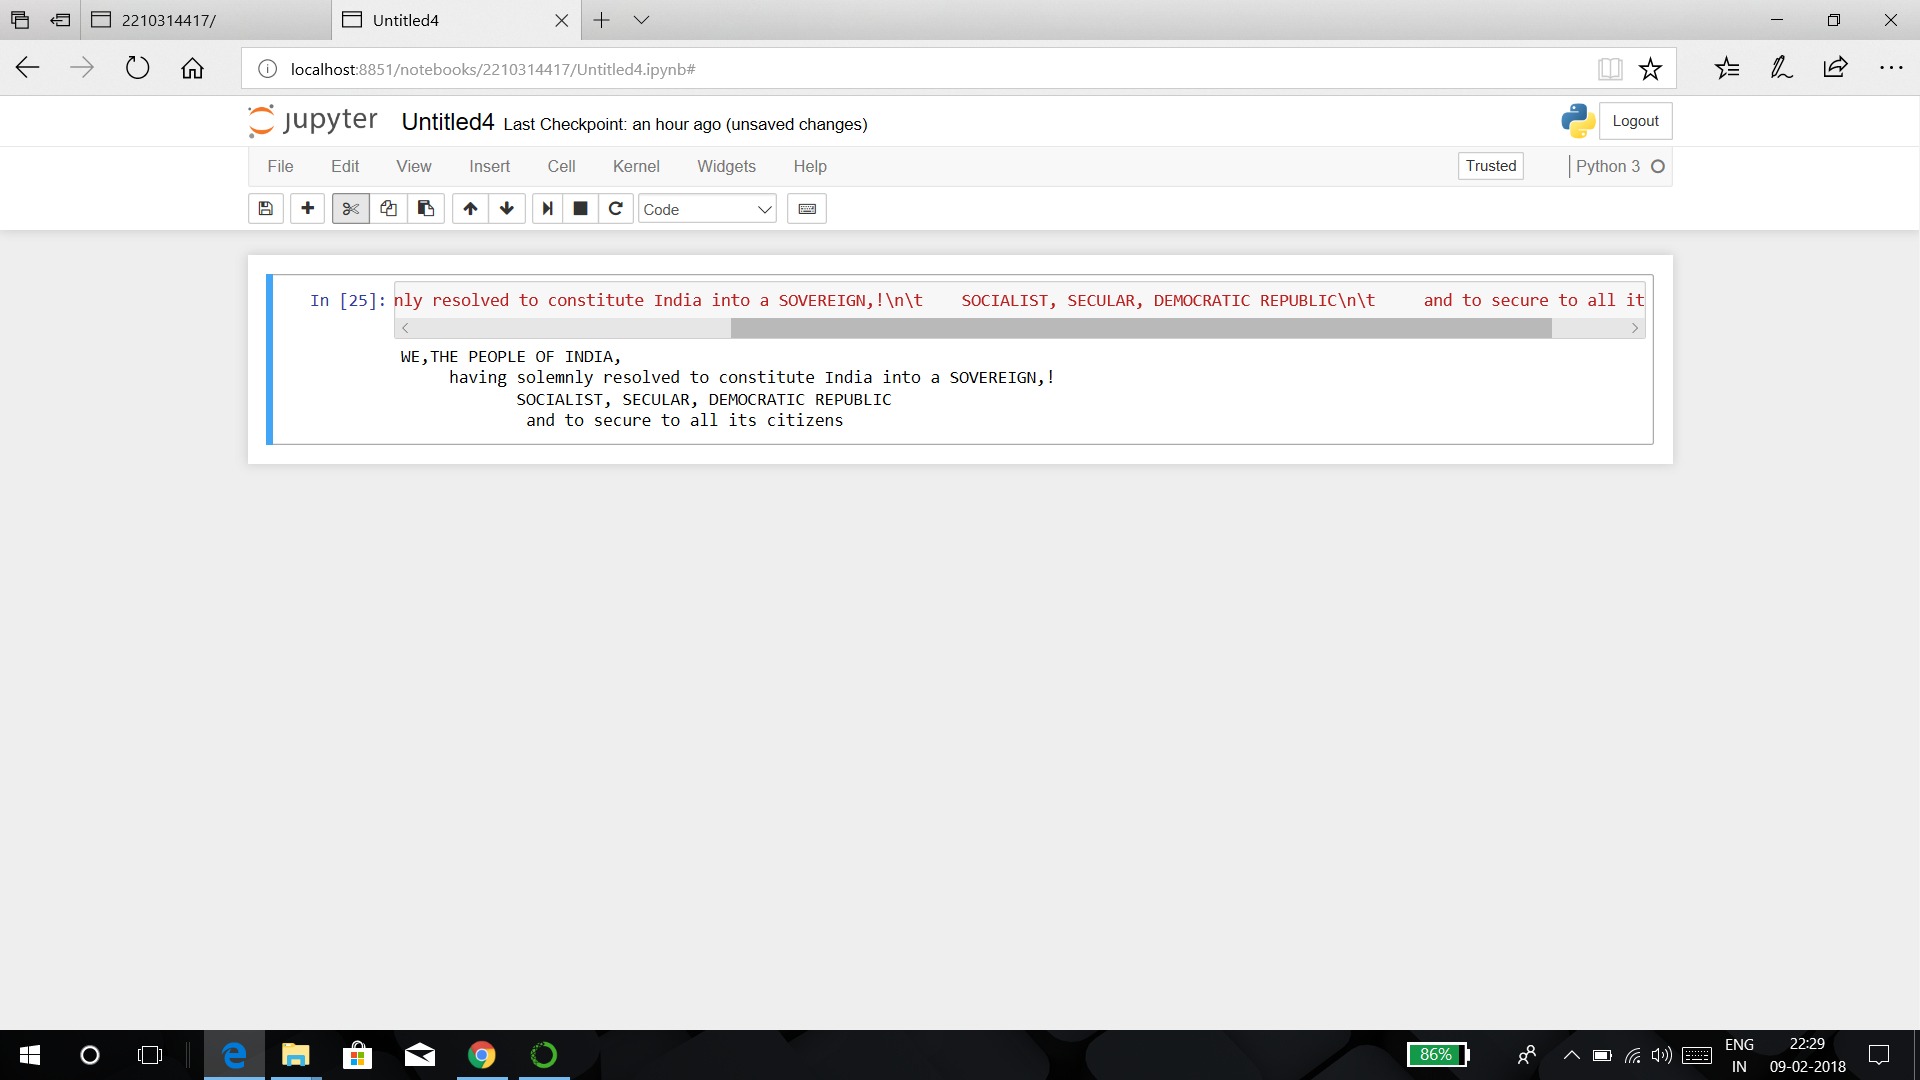 2210314417/
Untitled4
localhost:8851/notebooks/2210314417/Untitled4.ipynb#
jupyter Untitled4 Last Checkpoint: an hour ago (unsaved changes)
Logout
File Edit View Insert Cell Kernel Widgets Help
Trusted
Python 3
Code
In [25]: nly resolved to constitute India into a SOVEREIGN,!\n\t    SOCIALIST, SECULAR, DEMOCRATIC REPUBLIC\n\t     and to secure to all it
WE,THE PEOPLE OF INDIA,
     having solemnly resolved to constitute India into a SOVEREIGN,!
            SOCIALIST, SECULAR, DEMOCRATIC REPUBLIC
             and to secure to all its citizens
86%
ENG
IN
22:29
09-02-2018